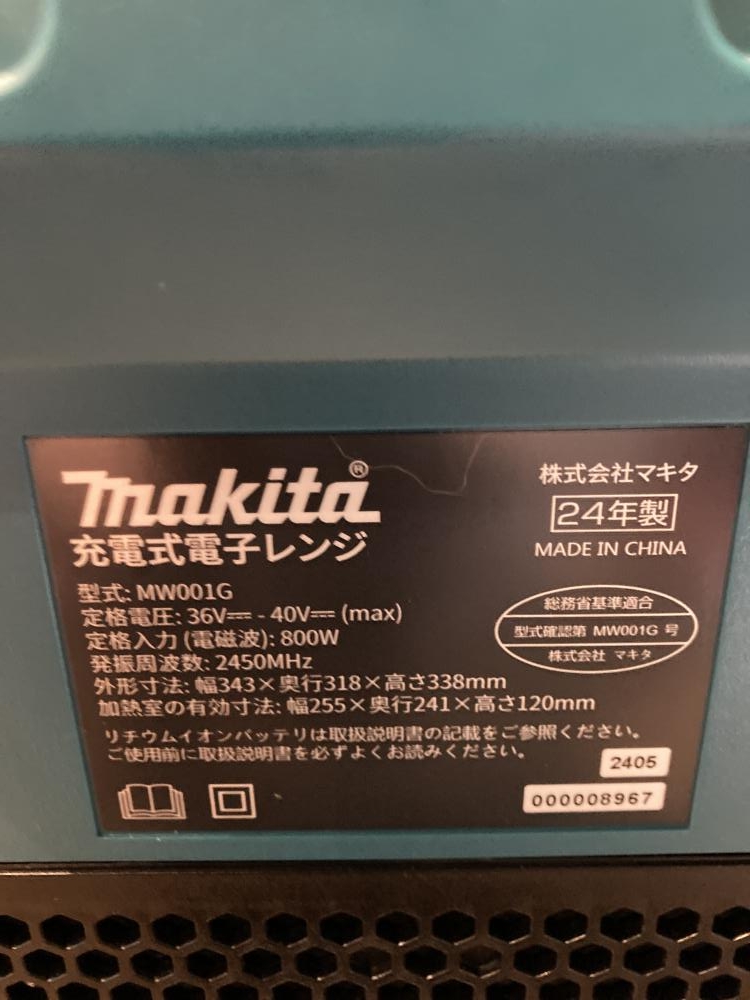 makita®
充電式電子レンジ
型式: MW001G
定格電圧: 36V⎓ - 40V⎓ (max)
定格入力 (電磁波): 800W
発振周波数: 2450MHz
外形寸法: 幅343×奥行318×高さ338mm
加熱室の有効寸法: 幅255×奥行241×高さ120mm
リチウムイオンバッテリは取扱説明書の記載をご参照ください。
ご使用前に取扱説明書を必ずよくお読みください。
株式会社マキタ
24年製
MADE IN CHINA
総務省基準適合
型式確認第 MW001G 号
株式会社 マキタ
2405
000008967